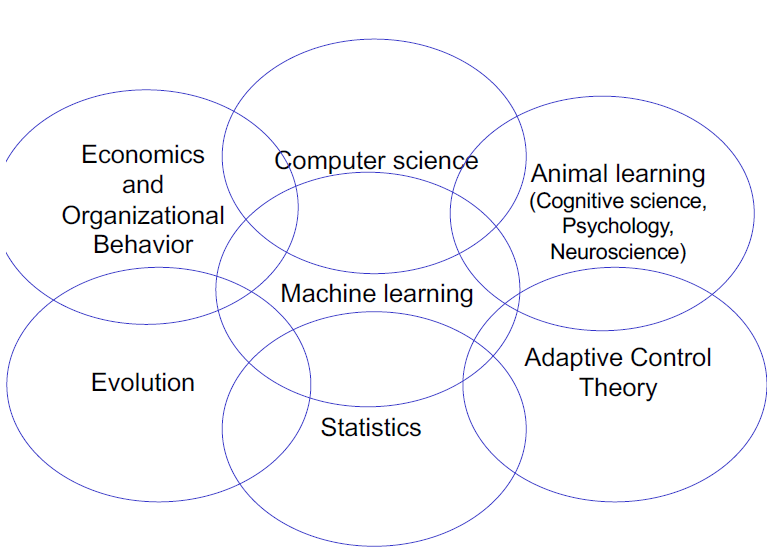 Economics
and
Organizational
Behavior
Computer science
Animal learning
(Cognitive science,
Psychology,
Neuroscience)
Machine learning
Evolution
Statistics
Adaptive Control
Theory